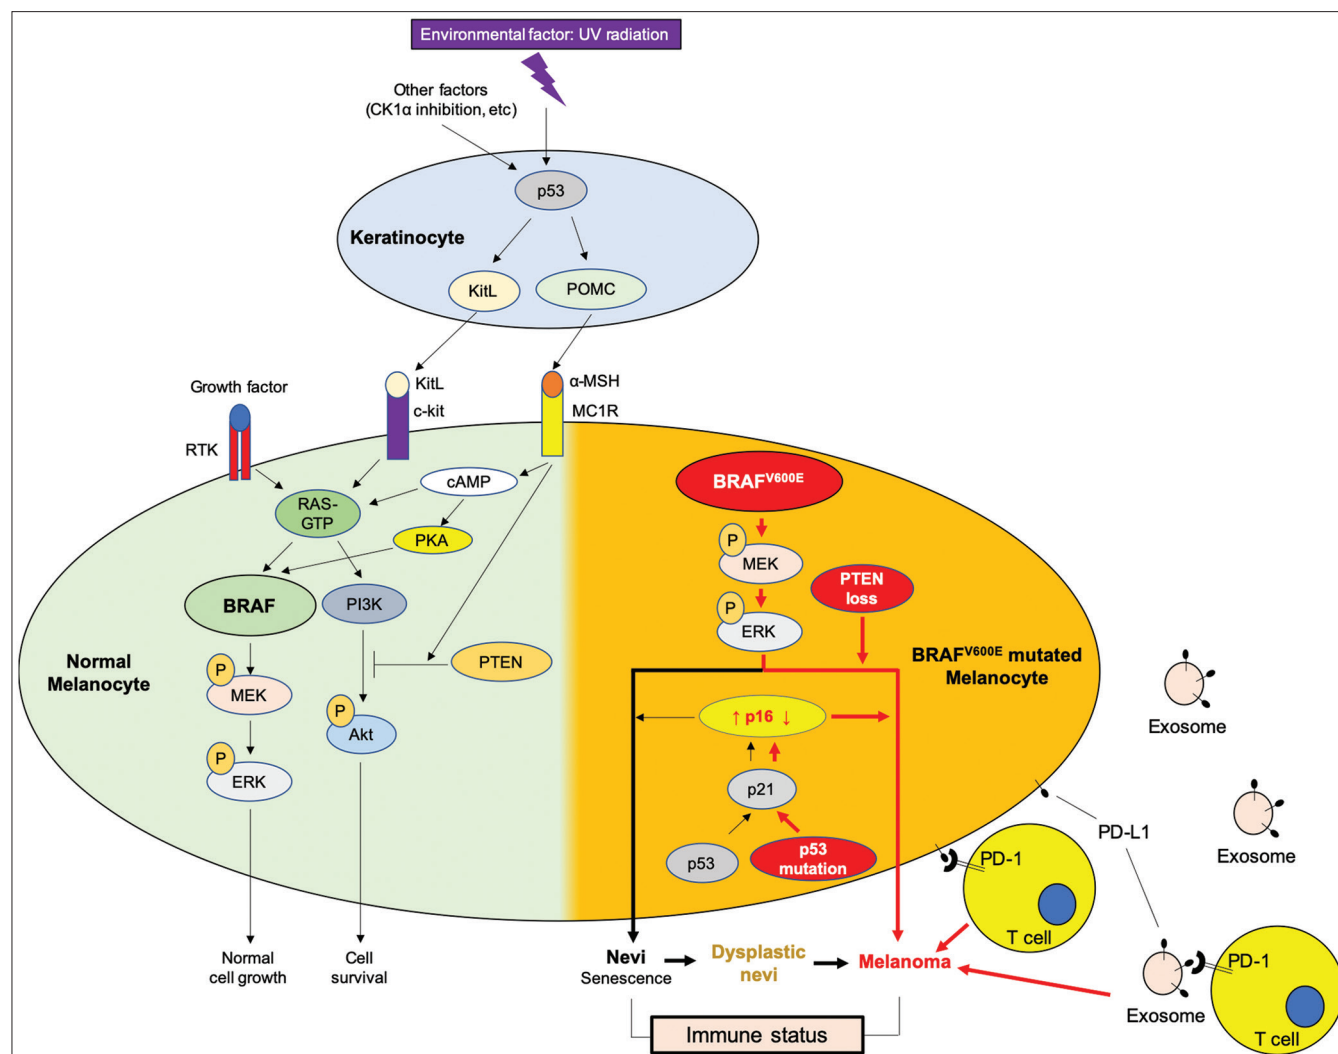 Environmental factor: UV radiation
Other factors
(CK1α inhibition, etc)
p53
Keratinocyte
KitL
POMC
Growth factor
KitL
α-MSH
c-kit
MC1R
RTK
RAS-
GTP
cAMP
PKA
BRAF
PI3K
PTEN
Normal
Melanocyte
P
MEK
P
Akt
P
ERK
Normal
cell growth
Cell
survival
BRAFV600E
P
MEK
P
ERK
PTEN
loss
BRAFV600E mutated
Melanocyte
↑ p16 ↓
p21
p53
p53
mutation
Nevi
Senescence
Dysplastic
nevi
Melanoma
Immune status
Exosome
Exosome
PD-L1
PD-1
T cell
Exosome
PD-1
T cell